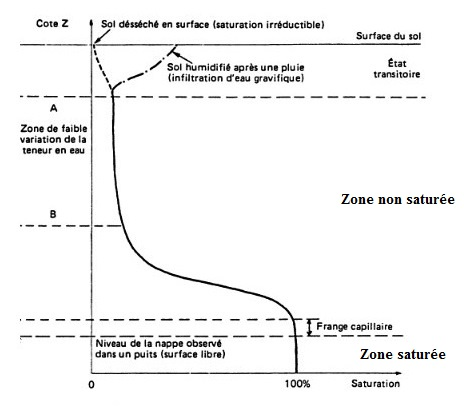 Cote Z
Sol désséché en surface (saturation irréductible)
Surface du sol
Sol humidifié après une pluie
(infiltration d'eau gravifique)
État
transitoire
A
Zone de faible
variation de la
teneur en eau
Zone non saturée
B
Frange capillaire
Niveau de la nappe observé
dans un puits (surface libre)
Zone saturée
0
100%
Saturation